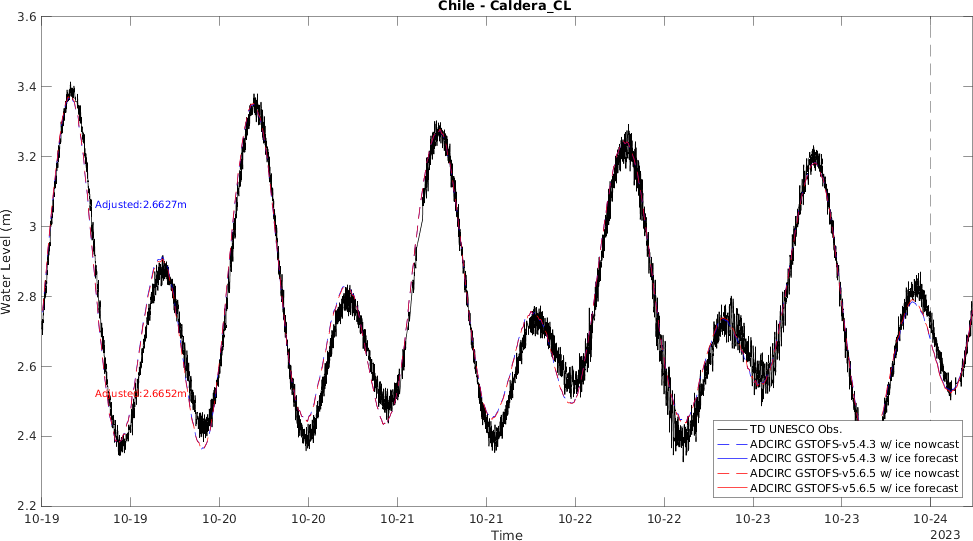 Chile - Caldera_CL
3.6
3.4
3.2
3
2.8
2.6
2.4
2.2
Water Level (m)
Adjusted:2.6627m
Adjusted:2.6652m
TD UNESCO Obs.
ADCIRC GSTOFS-v5.4.3 w/ ice nowcast
ADCIRC GSTOFS-v5.4.3 w/ ice forecast
ADCIRC GSTOFS-v5.6.5 w/ ice nowcast
ADCIRC GSTOFS-v5.6.5 w/ ice forecast
10-19 10-19 10-20 10-20 10-21 10-21 10-22 10-22 10-23 10-23 10-24
Time
2023